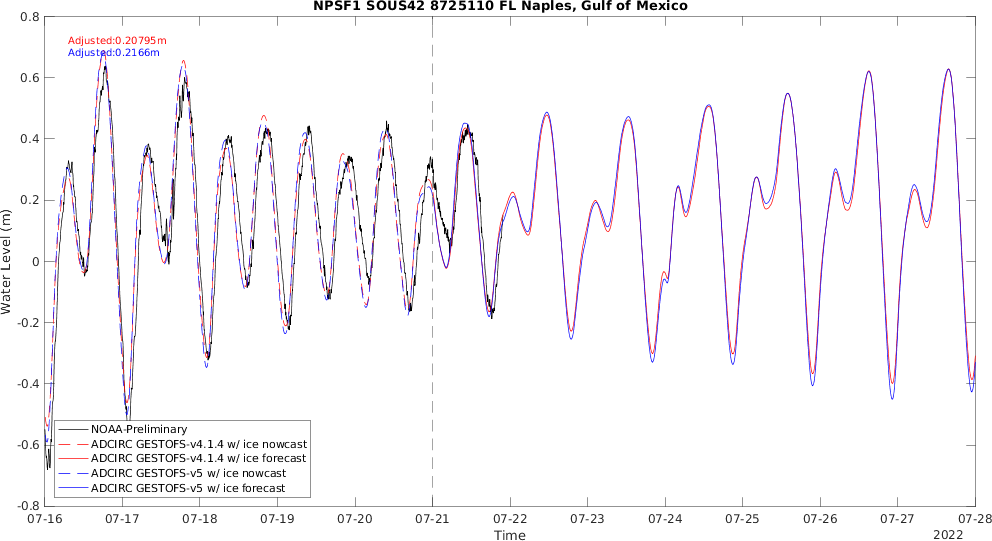 NPSF1 SOUS42 8725110 FL Naples, Gulf of Mexico
Adjusted:0.20795m
Adjusted:0.2166m
Water Level (m)
0.8
0.6
0.4
0.2
0
-0.2
-0.4
-0.6
-0.8
NOAA-Preliminary
ADCIRC GESTOFS-v4.1.4 w/ ice nowcast
ADCIRC GESTOFS-v4.1.4 w/ ice forecast
ADCIRC GESTOFS-v5 w/ ice nowcast
ADCIRC GESTOFS-v5 w/ ice forecast
07-16 07-17 07-18 07-19 07-20 07-21 07-22 07-23 07-24 07-25 07-26 07-27 07-28
Time
2022